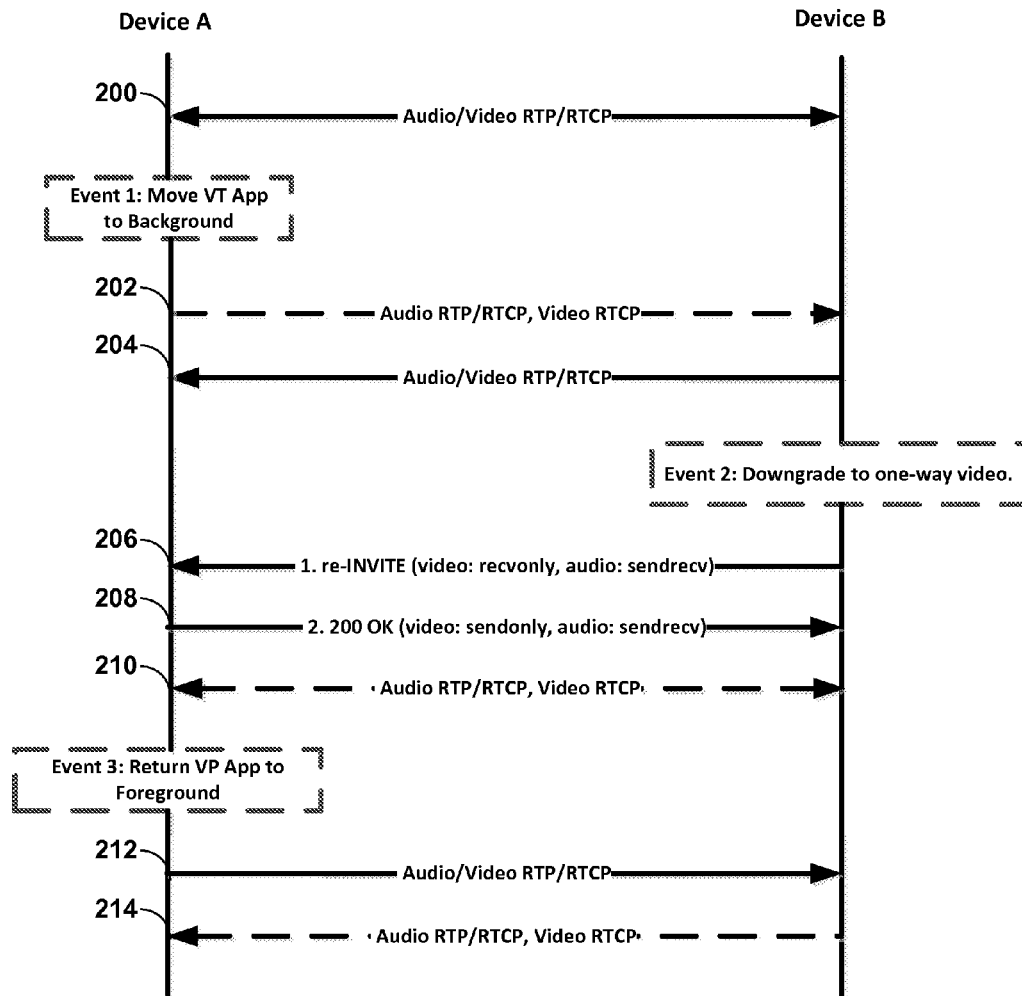 Device A
Device B
200
Audio/Video RTP/RTCP
Event 1: Move VT App
to Background
202
Audio RTP/RTCP, Video RTCP
204
Audio/Video RTP/RTCP
Event 2: Downgrade to one-way video.
206
1. re-INVITE (video: recvonly, audio: sendrecv)
208
2. 200 OK (video: sendonly, audio: sendrecv)
210
Audio RTP/RTCP, Video RTCP
Event 3: Return VP App to
Foreground
212
Audio/Video RTP/RTCP
214
Audio RTP/RTCP, Video RTCP